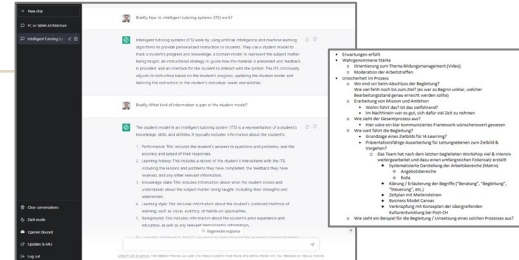 + New chat
PC vs tablet Architecture
Intelligent Tutoring Sy
Clear conversations
Dark mode
OpenAI Discord
Updates & FAQ
Log out
Briefly, how to intelligent tutoring systems (ITS) work?
Intelligent tutoring systems (ITS) work by using artificial intelligence and machine learning
algorithms to provide personalized instruction to students. They use a student model to
track a student's progress and knowledge, a domain model to represent the subject matter
being taught, an instructional strategy to guide how the material is presented and feedback
is provided, and an interface for the student to interact with the system. The ITS continually
adjusts its instruction based on the student's progress, updating the student model and
tailoring the instruction to the student's individual needs and abilities.
Briefly: What kind of information is part of the student model?
The student model in an intelligent tutoring system (ITS) is a representation of a student's
knowledge, skills, and abilities. It typically includes information about the student's:
1. Performance: This includes the student's answers to questions and problems, and the
accuracy and speed of their responses.
2. Learning history: This includes a record of the student's interactions with the ITS,
including the lessons and problems they have completed, the feedback they have
received, and any other relevant information.
3. Knowledge state: This includes information about what the student knows and
understands about the subject matter being taught, including their strengths and
weaknesses.
4. Learning style: This includes information about the student's preferred methods of
learning, such as visual, auditory, or hands-on approaches.
5. Background: This includes information about the student's prior experience and
education, as well as any relevant demographic information.
Regenerate response
• Erwartungen erfüllt
• Wahrgenommene Stärke
o Orientierung zum Thema Bildungsmanagement (Video)
o Moderation der Arbeitstreffen
• Unsicherheit im Prozess
o Wo sind wir beim Abschluss der Begleitung?
Wie viel fehlt noch bis zum Ziel? (es war zu Beginn unklar, welcher
Bearbeitungsstand genau erreicht werden sollte)
o Erarbeitung von Mission und Ambition
• Wohin führt das? Ist das zielführend?
• Im Nachhinein war es gut, sich dafür viel Zeit zu nehmen
o Wie sieht der Gesamtprozess aus?
• Hier wäre ein klar kommuniziertes Framework wünschenswert gewesen
o Wie weit führt die Begleitung?
• Grundzüge eines Zielbilds für
• Präsentationsfähige Ausarbeitung für Leitungsebenen zum Zielbild &
Vorgehen?
o Das Team hat nach dem letzten begleiteten Workshop viel & intensiv
weitergearbeitet und dazu einen umfangreichen Foliensatz erstellt
• Systematisierte Darstellung der Arbeitsbereiche (Matrix)
o Angebotsbereiche
o Rolle
• Klärung / Erläuterung der Begriffe ("Beratung", "Begleitung",
"Steuerung", etc.)
• Zeitplan mit Meilensteinen
• Business Model Canvas
• Verknüpfung mit Konzepten der übergreifenden
Kulturentwicklung bei Post-CH
o Wie sieht ein Beispiel für die Begleitung / Umsetzung eines solchen Prozesses aus?